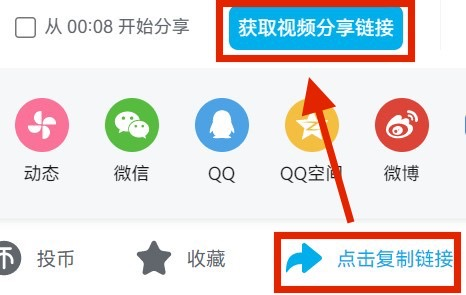 从 00:08 开始分享
获取视频分享链接
动态 微信 QQ QQ空间 微博
币 投币 收藏 点击复制链接